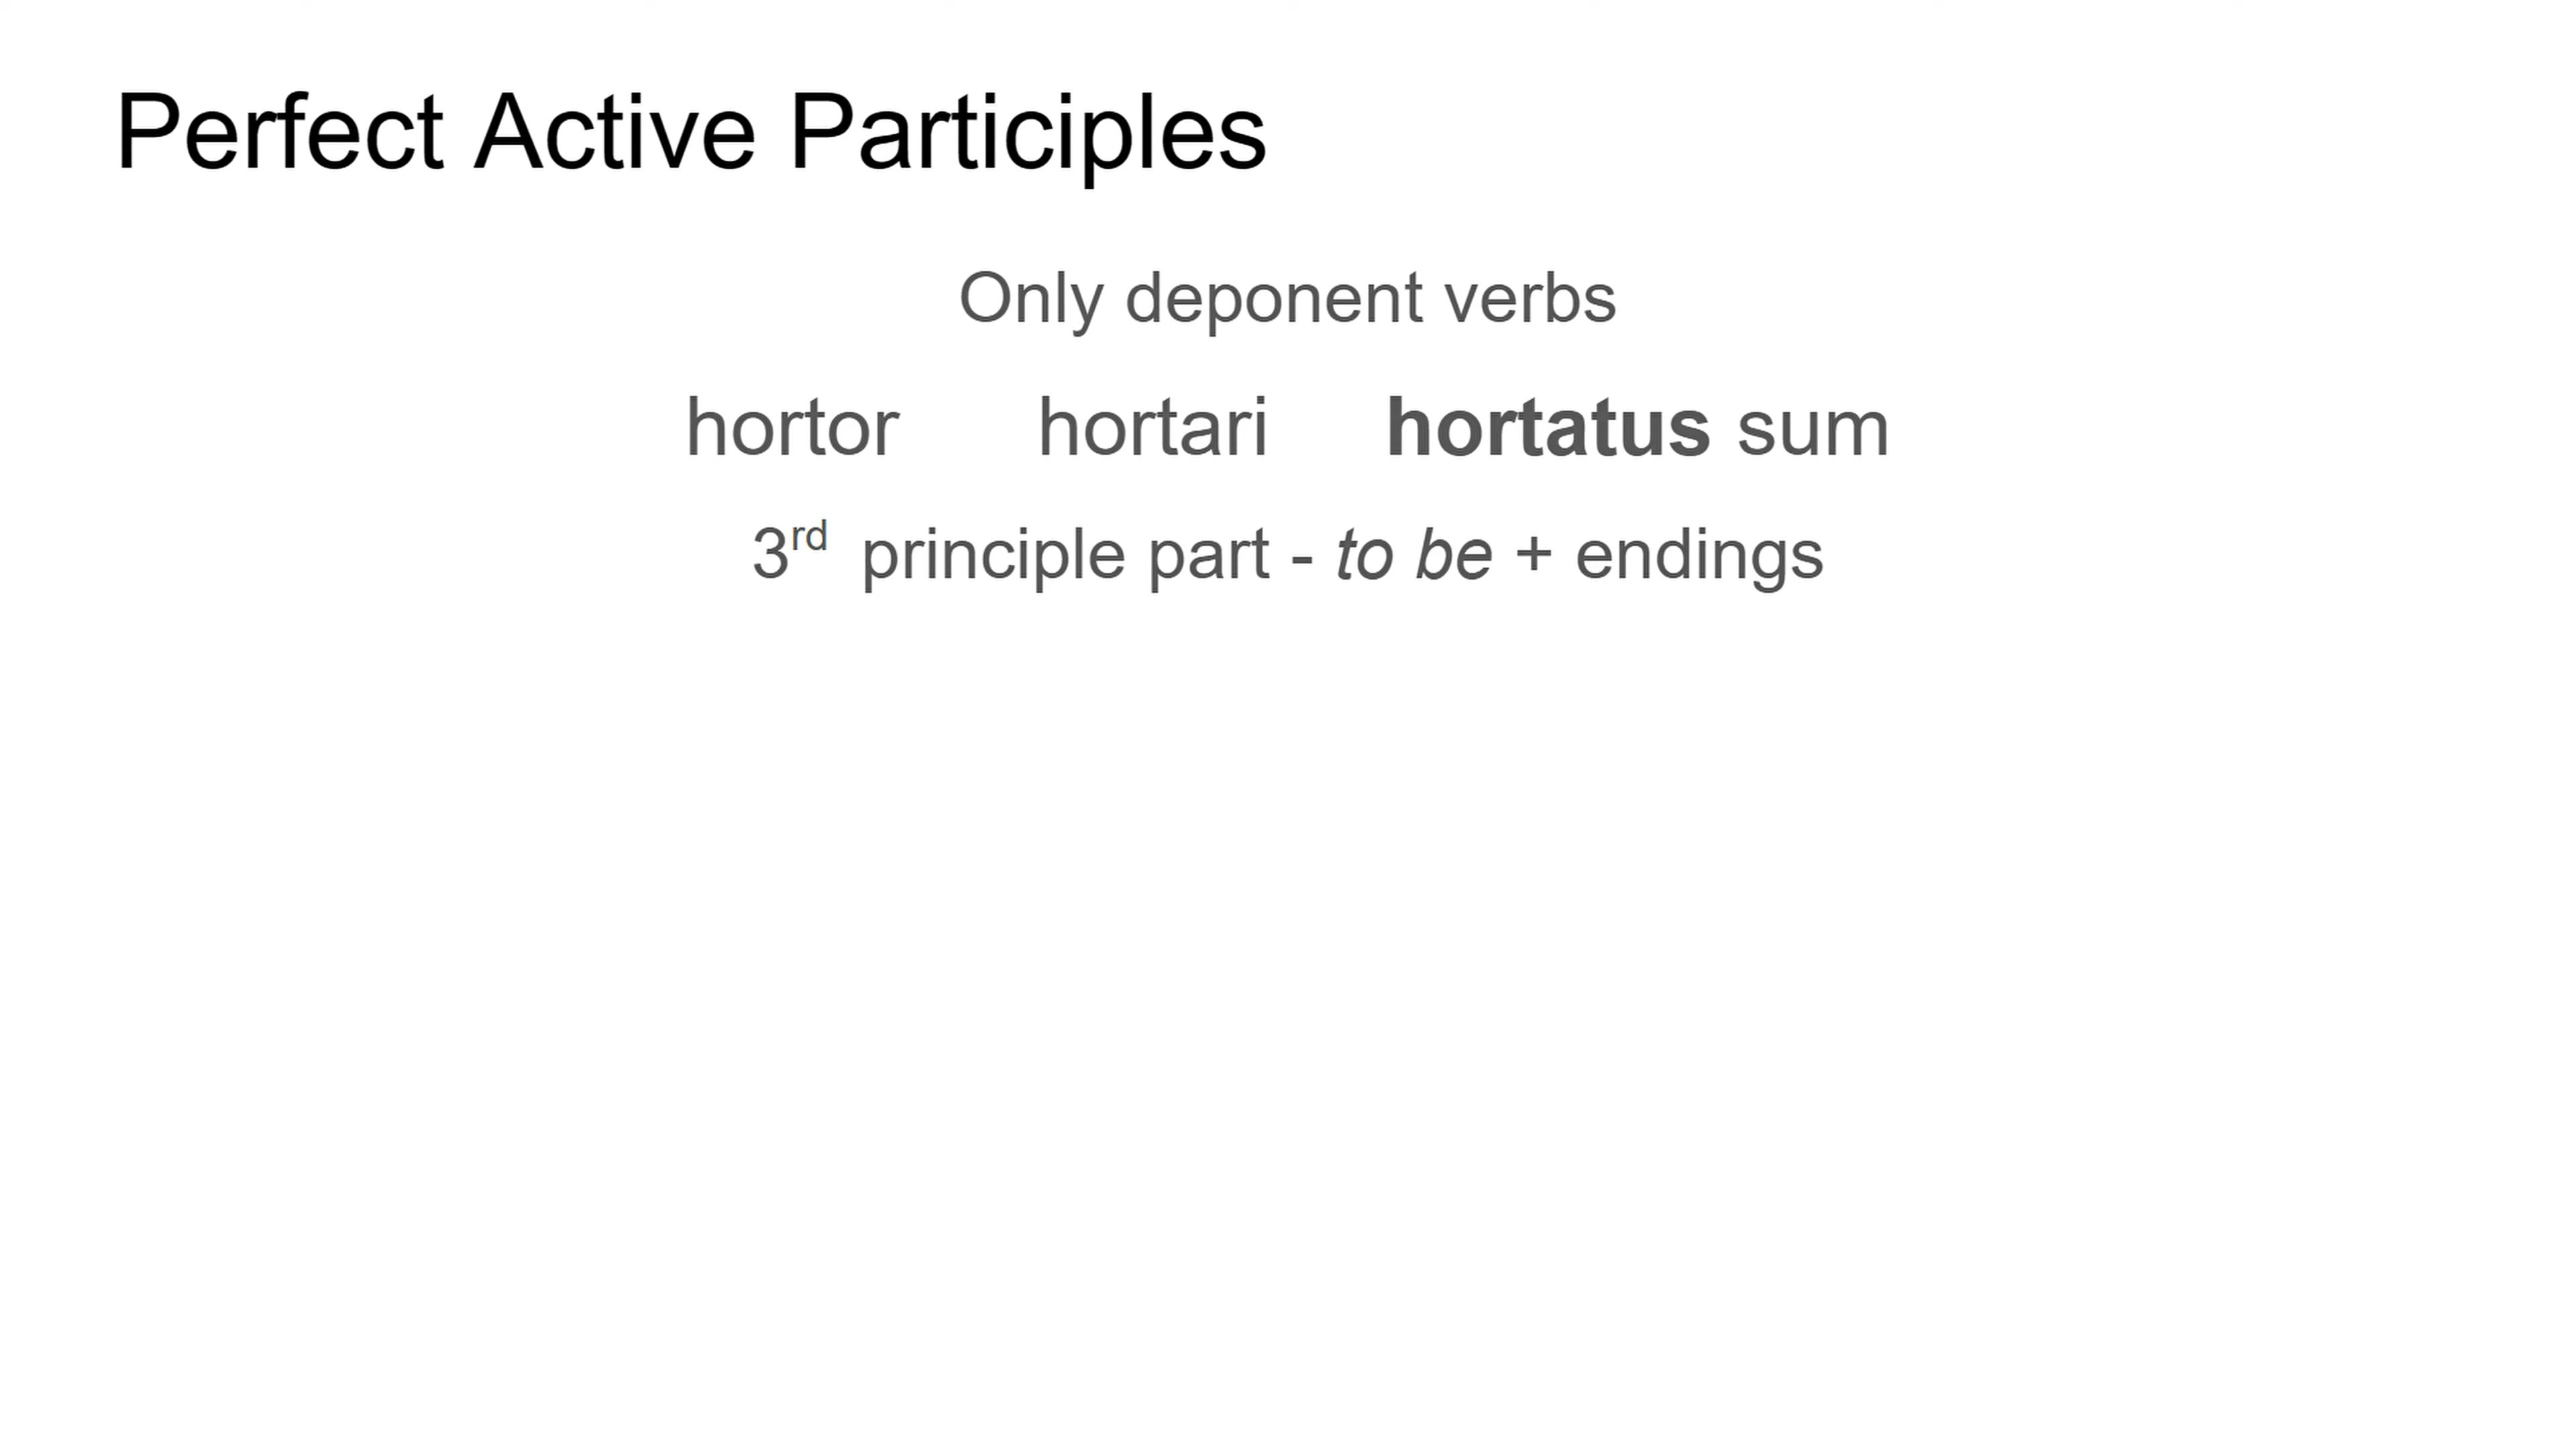 Perfect Active Participles
Only deponent verbs
hortor hortari hortatus sum
3rd principle part - to be + endings